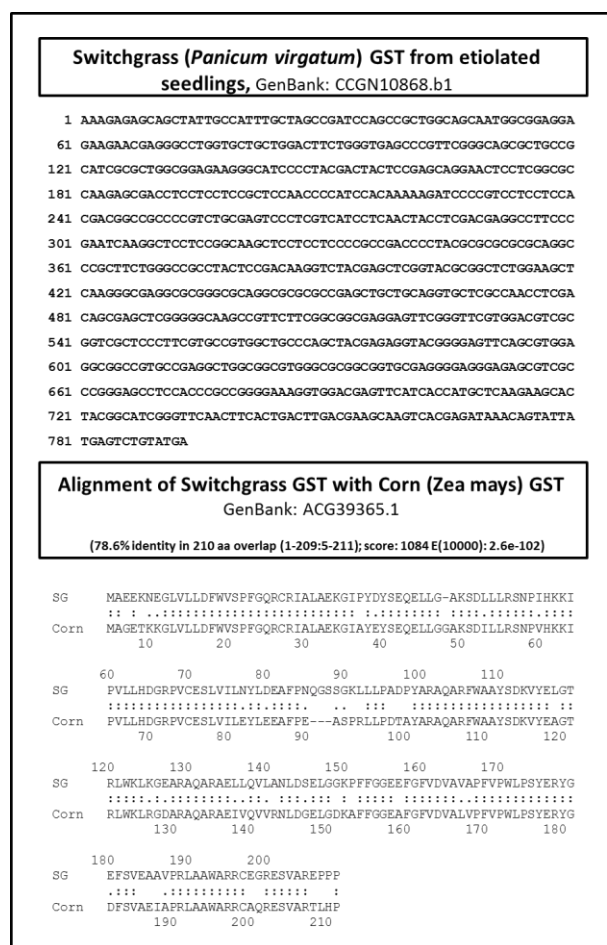 Switchgrass (Panicum virgatum) GST from etiolated
seedlings, GenBank: CCGN10868.b1
1 AAAGAGAGCAGCTATTGCCATTTGCTAGCCGATCCAGCCGCTGGCAGCAATGGCGGAGGA
61 GAAGAACGAGGGCCTGGTGCTGCTGGACTTCTGGGTGAGCCCGTTCGGGCAGCGCTGCCG
121 CATCGCGCTGGCGGAGAAGGGCATCCCCTACGACTACTCCGAGCAGGAACTCCTCGGCGC
181 CAAGAGCGACCTCCTCCTCCGCTCCAACCCCATCCACAAAAAGATCCCCGTCCTCCTCCA
241 CGACGGCCGCCCCGTCTGCGAGTCCCTCGTCATCCTCAACTACCTCGACGAGGCCTTCCC
301 GAATCAAGGCTCCTCCGGCAAGCTCCTCCTCCCCGCCGACCCCTACGCGCGCGCGCAGGC
361 CCGCTTCTGGGCCGCCTACTCCGACAAGGTCTACGAGCTCGGTACGCGGCTCTGGAAGCT
421 CAAGGGCGAGGCGCGGGCGCAGGCGCGCGCCGAGCTGCTGCAGGTGCTCGCCAACCTCGA
481 CAGCGAGCTCGGGGGCAAGCCGTTCTTCGGCGGCGAGGAGTTCGGGTTCGTGGACGTCGC
541 GGTCGCTCCCTTCGTGCCGTGGCTGCCCAGCTACGAGAGGTACGGGGAGTTCAGCGTGGA
601 GGCGGCCGTGCCGAGGCTGGCGGCGTGGGCGCGGCGGTGCGAGGGGAGGGAGAGCGTCGC
661 CCGGGAGCCTCCACCCGCCGGGGAAAGGTGGACGAGTTCATCACCATGCTCAAGAAGCAC
721 TACGGCATCGGGTTCAACTTCACTGACTTGACGAAGCAAGTCACGAGATAAACAGTATTA
781 TGAGTCTGTATGA
Alignment of Switchgrass GST with Corn (Zea mays) GST
GenBank: ACG39365.1
(78.6% identity in 210 aa overlap (1-209:5-211); score: 1084 E(10000): 2.6e-102)
SG MAEEKNEGLVLLDFWVSPFGQRCRIALAEKGIPYDYSEQELLG-AKSDLLLRSNPIHKKI
Corn MAGETKKGLVLLDFWVSPFGQRCRIALAEKGIAYEYSEQELLGGAKSDILLRSNPVHKKI
10 20 30 40 50 60
60 70 80 90 100 110
SG PVLLHDGRPVCESLVILNYLDEAFPNQGSSGKLLLPADPYARAQARFWAAYSDKVYELGT
Corn PVLLHDGRPVCESLVILEYLEEAFPE---ASPRLLPDTAYARAQARFWAAYSDKVYEAGT
70 80 90 100 110 120
120 130 140 150 160 170
SG RLWKLKGEARAQARAELLQVLANLDSELGGKPFFGGEEFGFVDVAVAPFVPWLPSYERYG
Corn RLWKLRGDARAQARAEIVQVVRNLDGELGDKAFFGGEAFGFVDVALVPFVPWLPSYERYG
130 140 150 160 170 180
180 190 200
SG EFSVEAAVPRLAAWARRCEGRESVAREPPP
Corn DFSVAEIAPRLAAWARRCAQRESVARTLHP
190 200 210